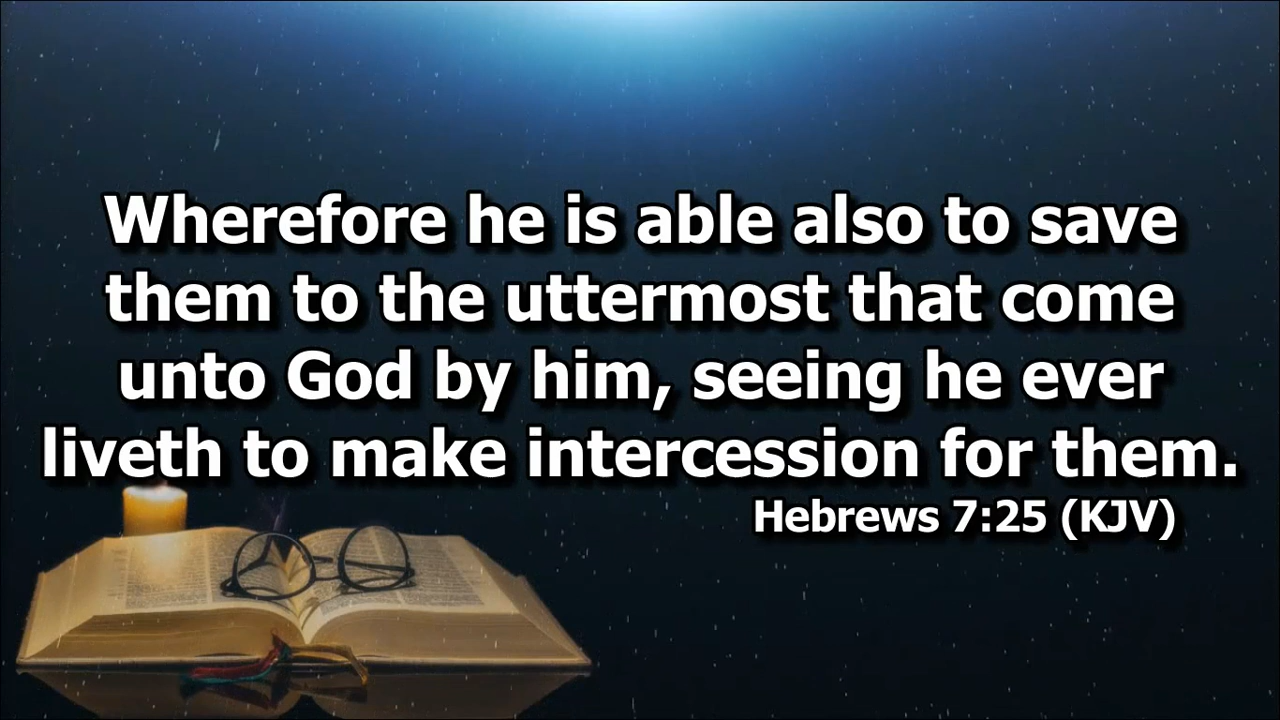 Wherefore he is able also to save
them to the uttermost that come
unto God by him, seeing he ever
liveth to make intercession for them.
Hebrews 7:25 (KJV)